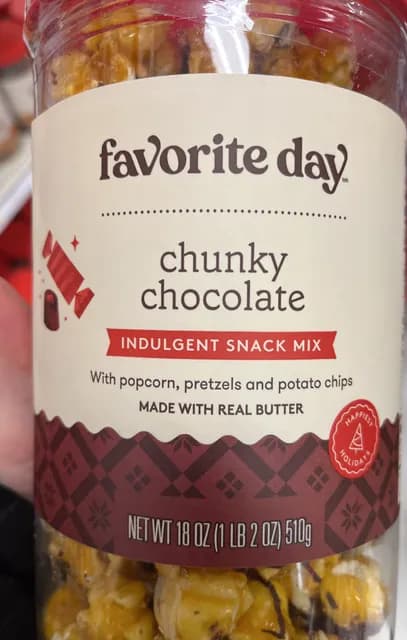 favorite day
chunky
chocolate
INDULGENT SNACK MIX
With popcorn, pretzels and potato chips
MADE WITH REAL BUTTER
HAPPIEST
HOLIDAYS
NET WT 18 OZ (1 LB 2 OZ) 510g